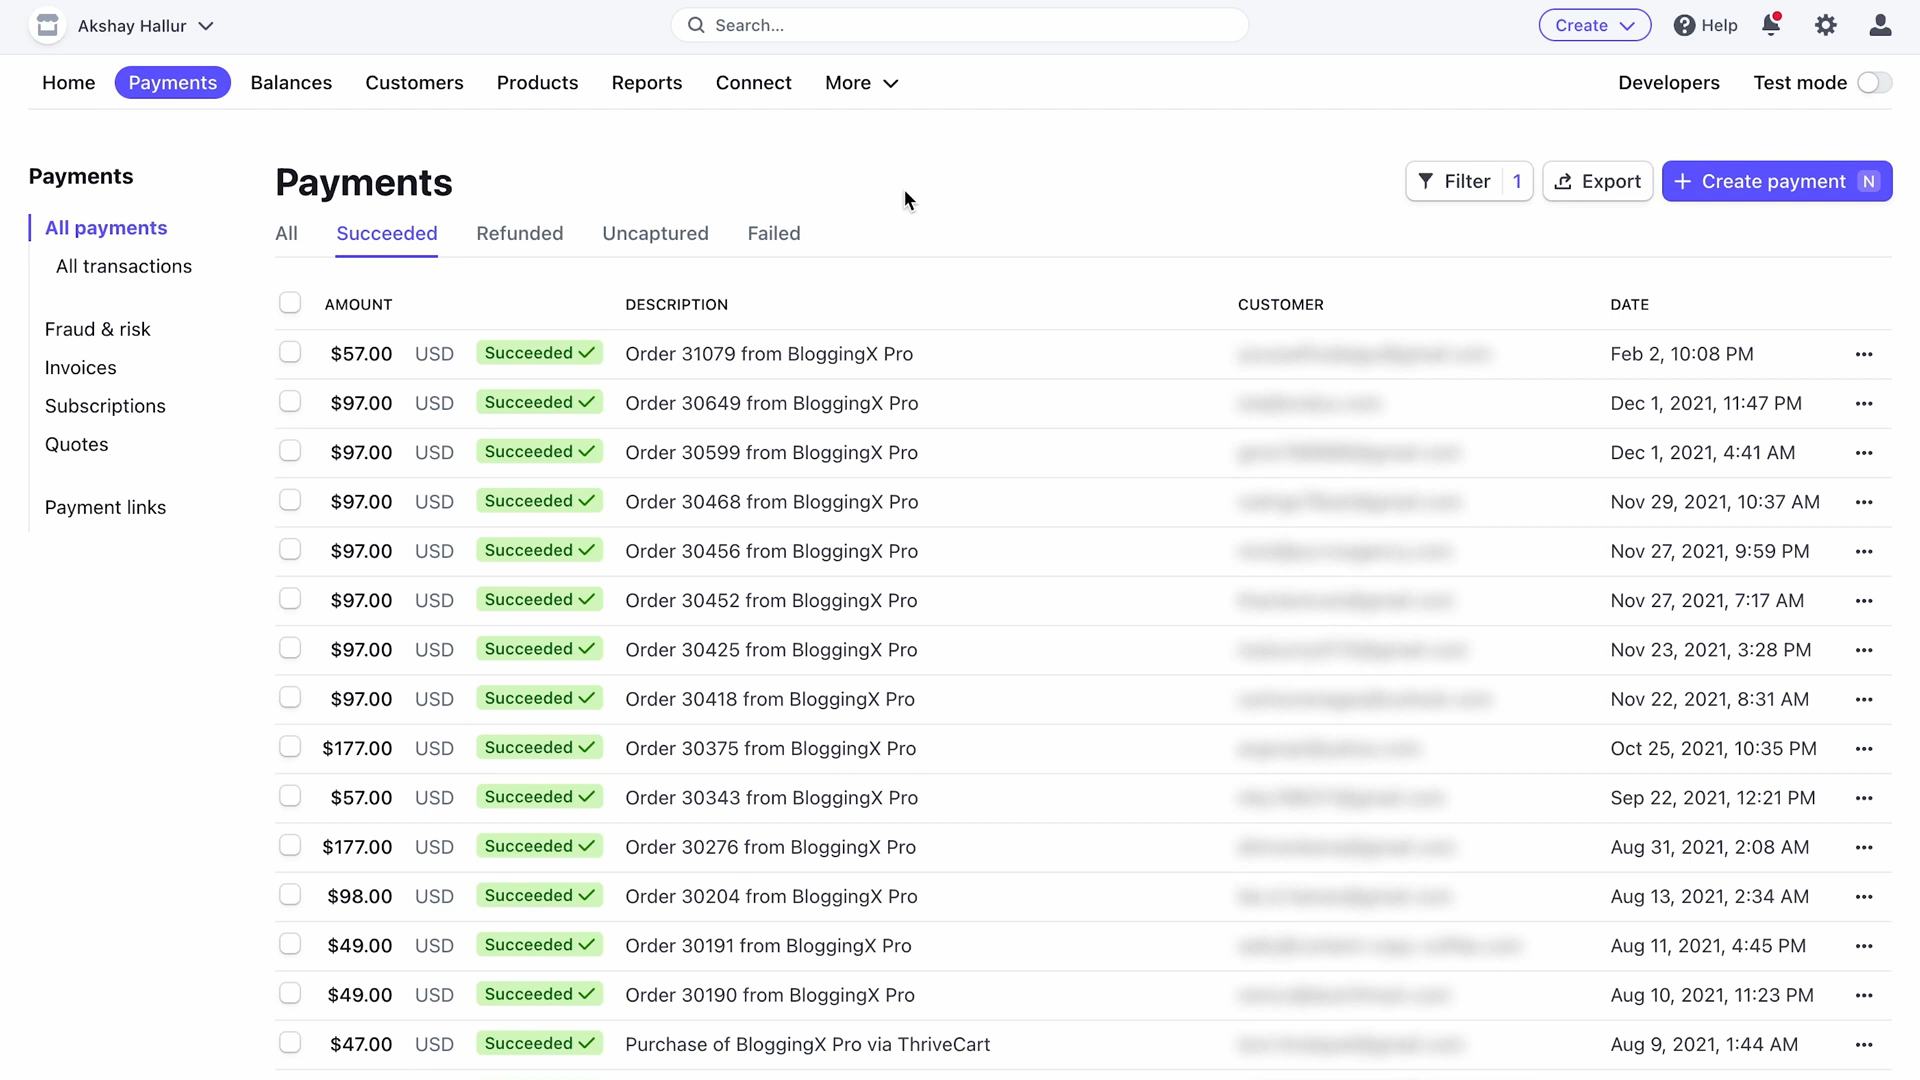 Akshay Hallur
Search...
Create
Help
Home Payments Balances Customers Products Reports Connect More
Developers Test mode
Payments
All payments
All transactions
Fraud & risk
Invoices
Subscriptions
Quotes
Payment links
Payments
Filter 1 Export + Create payment N
All Succeeded Refunded Uncaptured Failed
AMOUNT DESCRIPTION CUSTOMER DATE
$57.00 USD Succeeded Order 31079 from BloggingX Pro Feb 2, 10:08 PM
$97.00 USD Succeeded Order 30649 from BloggingX Pro Dec 1, 2021, 11:47 PM
$97.00 USD Succeeded Order 30599 from BloggingX Pro Dec 1, 2021, 4:41 AM
$97.00 USD Succeeded Order 30468 from BloggingX Pro Nov 29, 2021, 10:37 AM
$97.00 USD Succeeded Order 30456 from BloggingX Pro Nov 27, 2021, 9:59 PM
$97.00 USD Succeeded Order 30452 from BloggingX Pro Nov 27, 2021, 7:17 AM
$97.00 USD Succeeded Order 30425 from BloggingX Pro Nov 23, 2021, 3:28 PM
$97.00 USD Succeeded Order 30418 from BloggingX Pro Nov 22, 2021, 8:31 AM
$177.00 USD Succeeded Order 30375 from BloggingX Pro Oct 25, 2021, 10:35 PM
$57.00 USD Succeeded Order 30343 from BloggingX Pro Sep 22, 2021, 12:21 PM
$177.00 USD Succeeded Order 30276 from BloggingX Pro Aug 31, 2021, 2:08 AM
$98.00 USD Succeeded Order 30204 from BloggingX Pro Aug 13, 2021, 2:34 AM
$49.00 USD Succeeded Order 30191 from BloggingX Pro Aug 11, 2021, 4:45 PM
$49.00 USD Succeeded Order 30190 from BloggingX Pro Aug 10, 2021, 11:23 PM
$47.00 USD Succeeded Purchase of BloggingX Pro via ThriveCart Aug 9, 2021, 1:44 AM